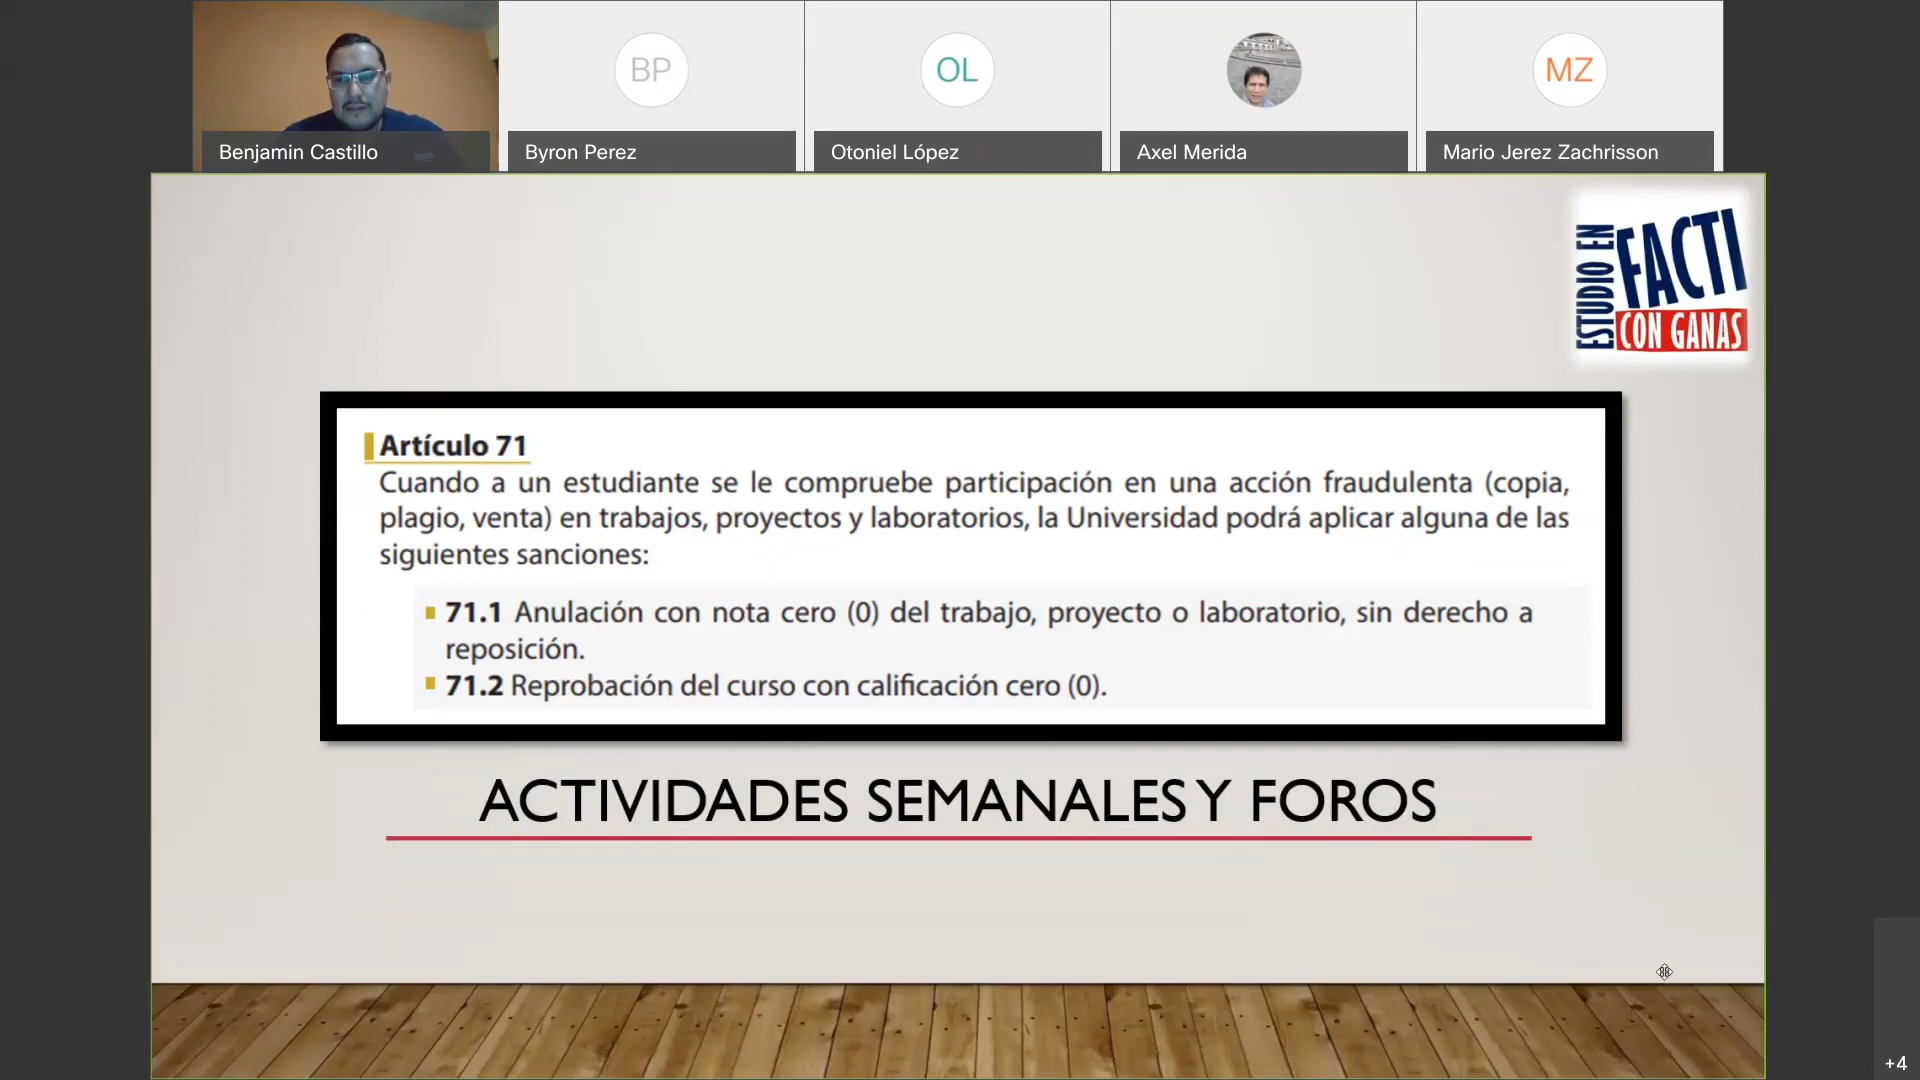 BP
OL
MZ
Benjamin Castillo
Byron Perez
Otoniel López
Axel Merida
Mario Jerez Zachrisson
ESTUDIO EN
FACTI
CON GANAS
Artículo 71
Cuando a un estudiante se le compruebe participación en una acción fraudulenta (copia,
plagio, venta) en trabajos, proyectos y laboratorios, la Universidad podrá aplicar alguna de las
siguientes sanciones:
71.1 Anulación con nota cero (0) del trabajo, proyecto o laboratorio, sin derecho a
reposición.
71.2 Reprobación del curso con calificación cero (0).
ACTIVIDADES SEMANALES Y FOROS
+4